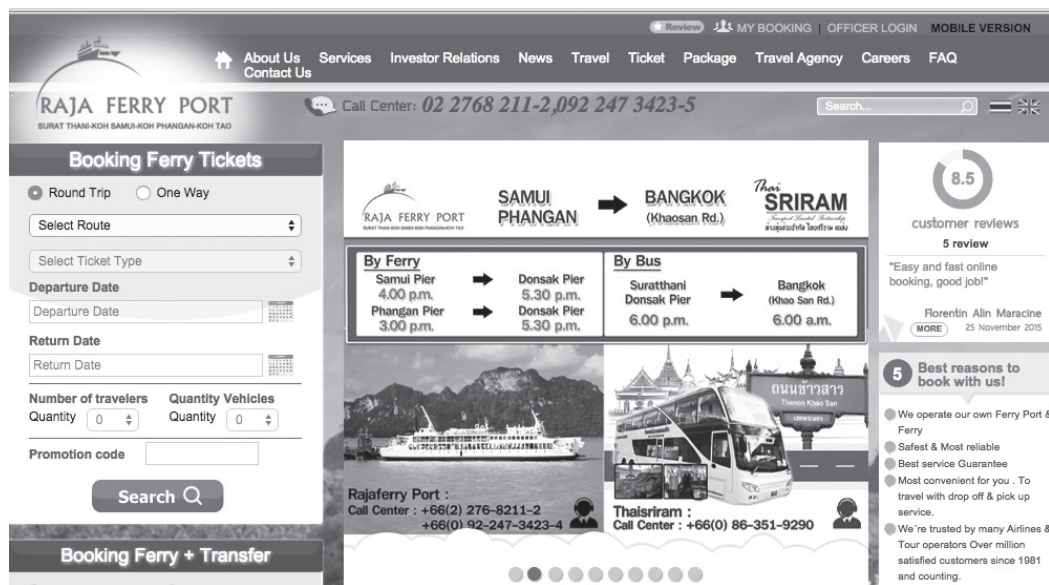 Review MY BOOKING | OFFICER LOGIN MOBILE VERSION
About Us Services Investor Relations News Travel Ticket Package Travel Agency Careers FAQ
Contact Us
RAJA FERRY PORT
SURAT THANI-KOH SAMUI-KOH PHANGAN-KOH TAO
Call Center: 02 2768 211-2,092 247 3423-5
Search...
Booking Ferry Tickets
Round Trip One Way
Select Route
Select Ticket Type
Departure Date
Departure Date
Return Date
Return Date
Number of travelers Quantity Vehicles
Quantity 0 Quantity 0
Promotion code
Search
Booking Ferry + Transfer
RAJA FERRY PORT
SURAT THANI-KOH SAMUI-KOH PHANGAN-KOH TAO
SAMUI
PHANGAN
BANGKOK
(Khaosan Rd.)
Thai
SRIRAM
Transport Limited Partnership
By Ferry
Samui Pier Donsak Pier
4.00 p.m. 5.30 p.m.
Phangan Pier Donsak Pier
3.00 p.m. 5.30 p.m.
By Bus
Suratthani Bangkok
Donsak Pier (Khao San Rd.)
6.00 p.m. 6.00 a.m.
ถนนข้าวสาร
Thanon Khao San
Rajaferry Port :
Call Center : +66(2) 276-8211-2
+66(0) 92-247-3423-4
Thaisriram :
Call Center : +66(0) 86-351-9290
8.5
customer reviews
5 review
"Easy and fast online
booking, good job!"
Florentin Alin Maracine
MORE 25 November 2015
5 Best reasons to
book with us!
We operate our own Ferry Port &
Ferry
Safest & Most reliable
Best service Guarantee
Most convenient for you . To
travel with drop off & pick up
service.
We're trusted by many Airlines &
Tour operators Over million
satisfied customers since 1981
and counting.